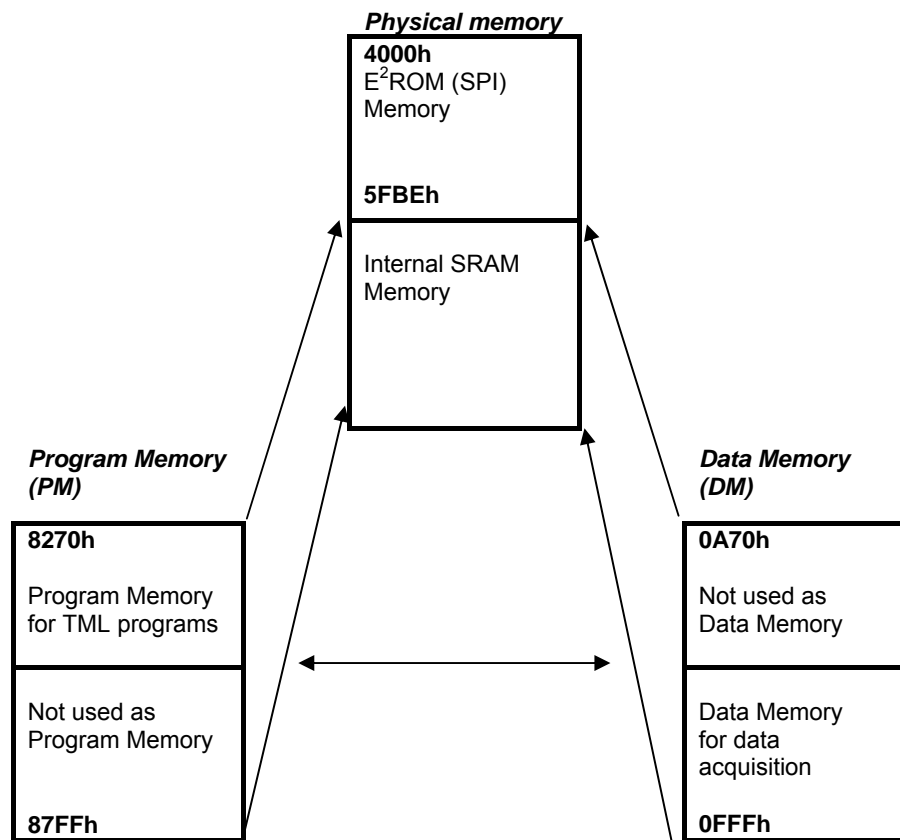 Physical memory
4000h
E²ROM (SPI)
Memory
5FBEh
Internal SRAM
Memory
Program Memory
(PM)
8270h
Program Memory
for TML programs
Not used as
Program Memory
87FFh
Data Memory
(DM)
0A70h
Not used as
Data Memory
Data Memory
for data
acquisition
0FFFh